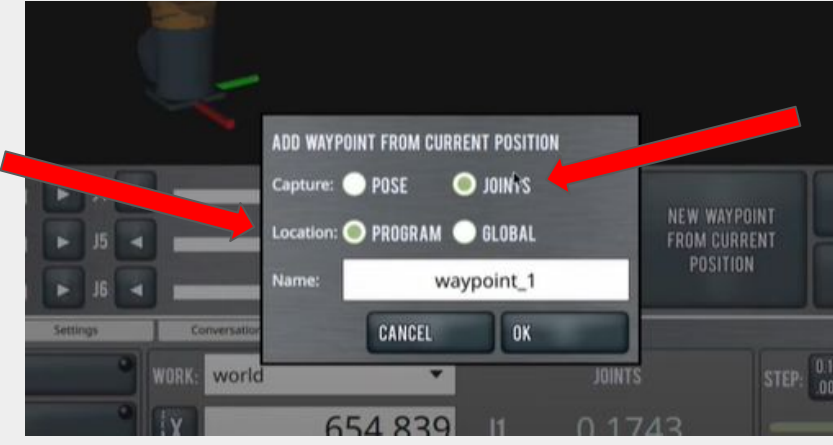 ADD WAYPOINT FROM CURRENT POSITION
Capture: POSE JOINTS
Location: PROGRAM GLOBAL
Name: waypoint_1
CANCEL OK
J5
J6
NEW WAYPOINT
FROM CURRENT
POSITION
Settings
WORK: world
JOINTS
STEP:
654.839 J1 0.1743